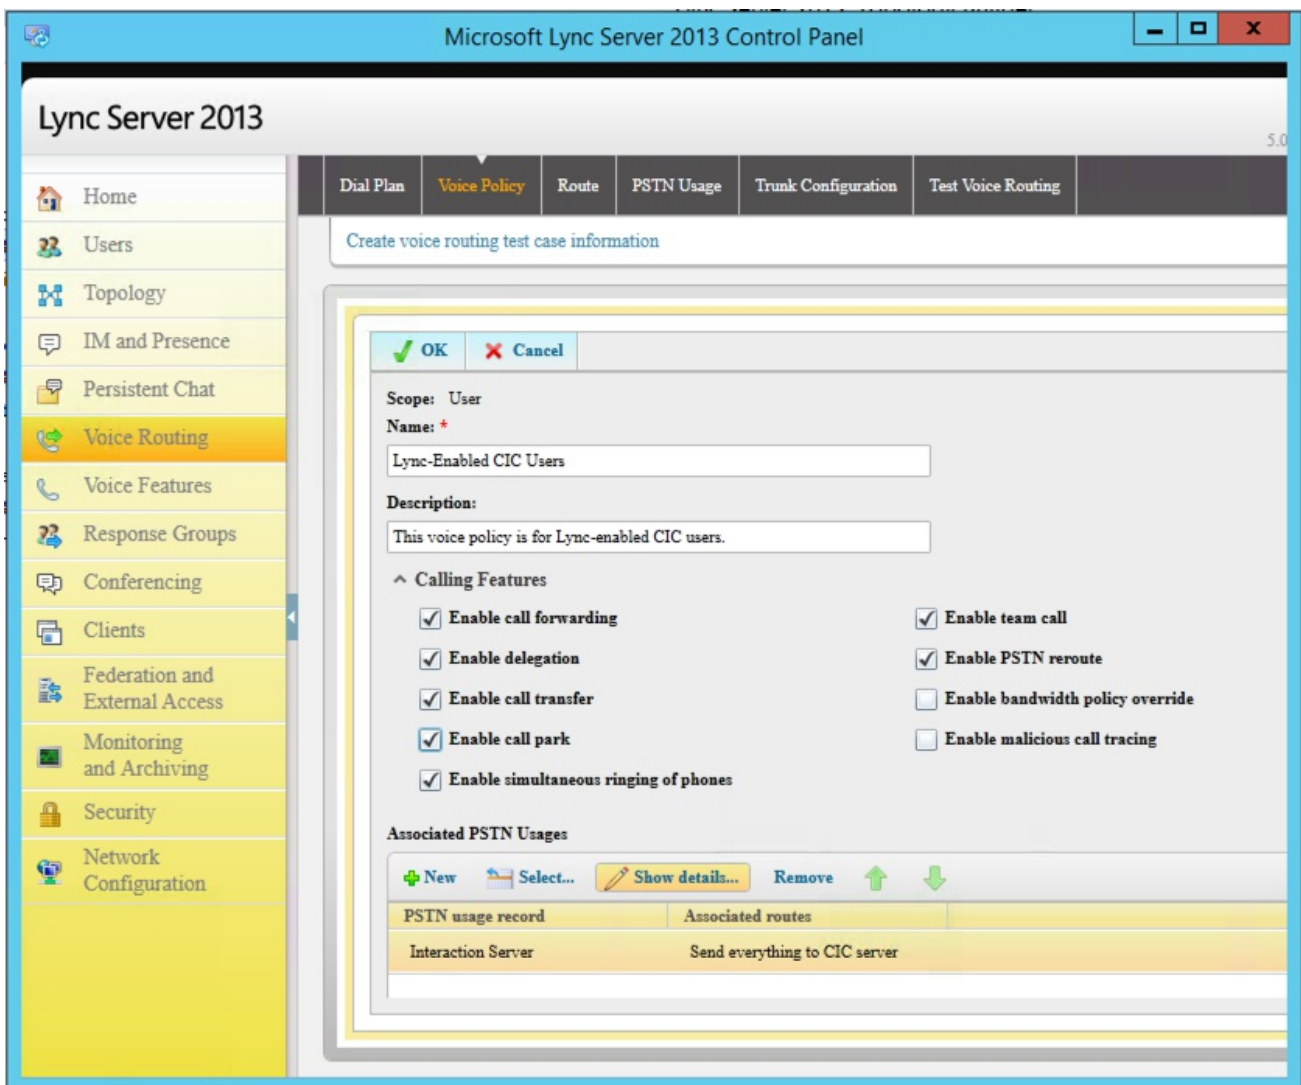 Microsoft Lync Server 2013 Control Panel
Lync Server 2013
5.0
Home
Users
Topology
IM and Presence
Persistent Chat
Voice Routing
Voice Features
Response Groups
Conferencing
Clients
Federation and
External Access
Monitoring
and Archiving
Security
Network
Configuration
Dial Plan Voice Policy Route PSTN Usage Trunk Configuration Test Voice Routing
Create voice routing test case information
OK Cancel
Scope: User
Name: *
Lync-Enabled CIC Users
Description:
This voice policy is for Lync-enabled CIC users.
Calling Features
Enable call forwarding Enable team call
Enable delegation Enable PSTN reroute
Enable call transfer Enable bandwidth policy override
Enable call park Enable malicious call tracing
Enable simultaneous ringing of phones
Associated PSTN Usages
New Select... Show details... Remove
PSTN usage record Associated routes
Interaction Server Send everything to CIC server